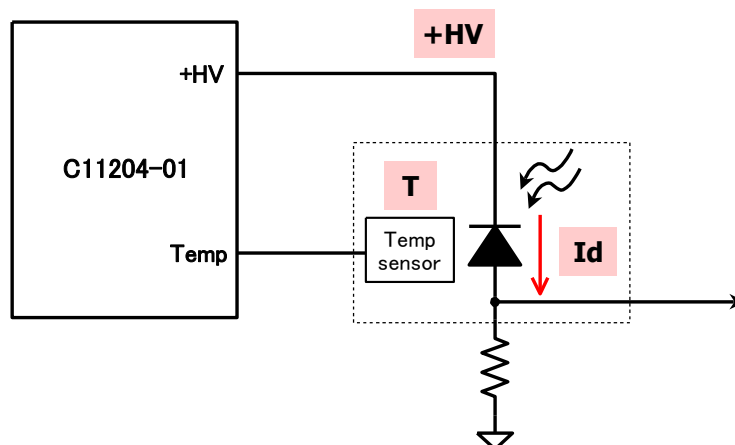 +HV
+HV
C11204-01
T
Temp
Temp
sensor
Id